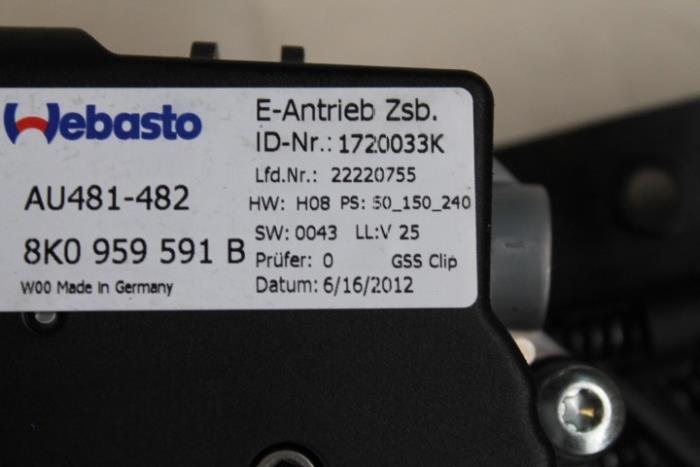 Webasto
AU481-482
8K0 959 591 B
W00 Made In Germany
E-Antrieb Zsb.
ID-Nr.: 1720033K
Lfd.Nr.: 22220755
HW: H08 PS: 50_150_240
SW: 0043 LL:V 25
Prüfer: 0 GSS Clip
Datum: 6/16/2012